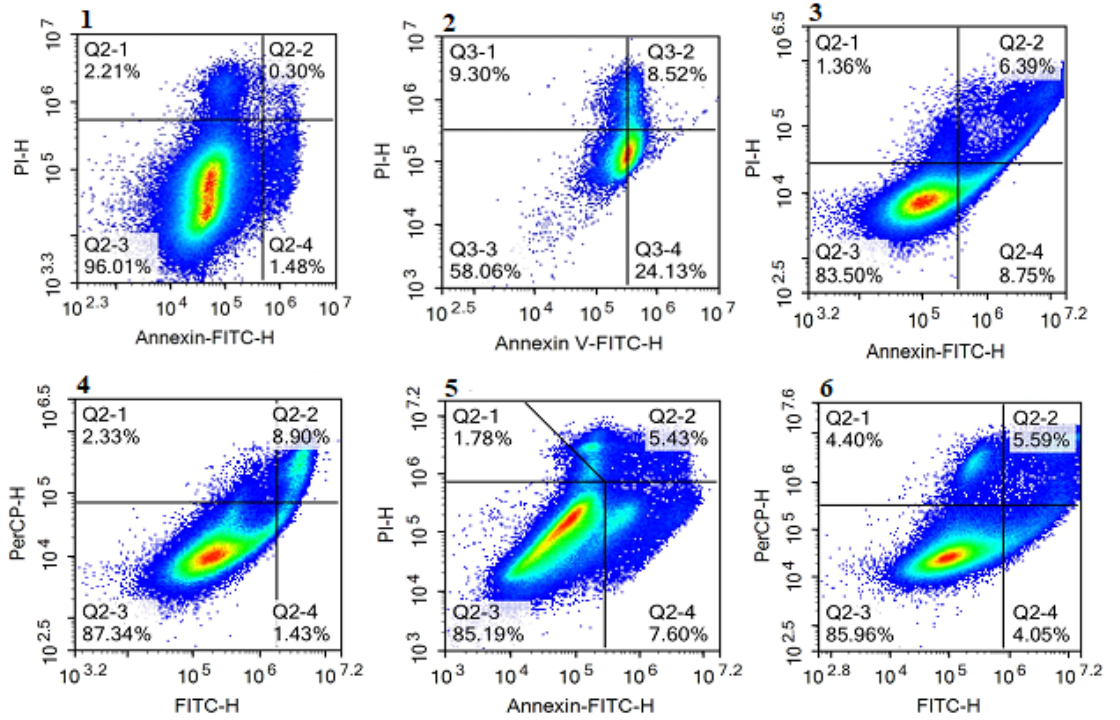 1
Q2-1
2.21%
Q2-2
0.30%
Q2-3
96.01%
Q2-4
1.48%
PI-H
10^7
10^6
10^5
10^4
10^3.3
10^2.3
10^4
10^5
10^6
10^7
Annexin-FITC-H
2
Q3-1
9.30%
Q3-2
8.52%
Q3-3
58.06%
Q3-4
24.13%
PI-H
10^7
10^6
10^5
10^4
10^3
10^2.5
10^4
10^5
10^6
10^7
Annexin V-FITC-H
3
Q2-1
1.36%
Q2-2
6.39%
Q2-3
83.50%
Q2-4
8.75%
PI-H
10^6.5
10^5
10^4
10^2.5
10^3.2
10^5
10^6
10^7.2
Annexin-FITC-H
4
Q2-1
2.33%
Q2-2
8.90%
Q2-3
87.34%
Q2-4
1.43%
PerCP-H
10^6.5
10^5
10^4
10^2.5
10^3.2
10^5
10^6
10^7.2
FITC-H
5
Q2-1
1.78%
Q2-2
5.43%
Q2-3
85.19%
Q2-4
7.60%
PI-H
10^7.2
10^6
10^5
10^4
10^3
10^3
10^4
10^5
10^6
10^7.2
Annexin-FITC-H
6
Q2-1
4.40%
Q2-2
5.59%
Q2-3
85.96%
Q2-4
4.05%
PerCP-H
10^7.6
10^6
10^5
10^4
10^2.5
10^2.8
10^4
10^5
10^6
10^7.2
FITC-H